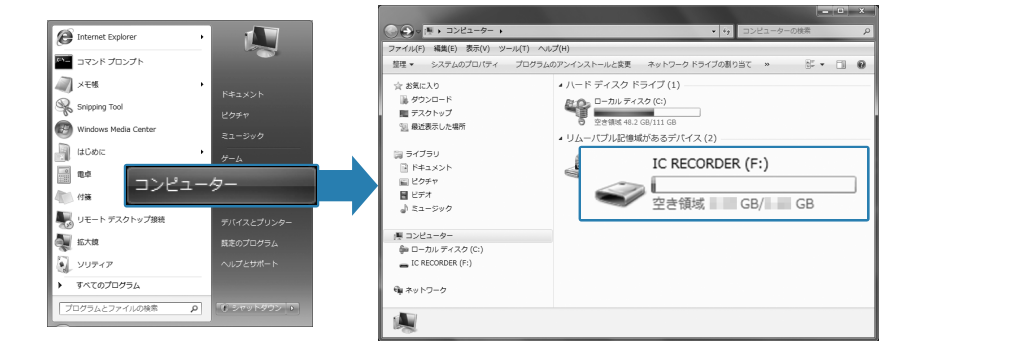 Internet Explorer
コマンド プロンプト
メモ帳
Snipping Tool
Windows Media Center
はじめに
電卓
付箋
リモート デスクトップ接続
拡大鏡
ソリティア
すべてのプログラム
プログラムとファイルの検索
ドキュメント
ピクチャ
ミュージック
ゲーム
コンピューター
デバイスとプリンター
既定のプログラム
ヘルプとサポート
シャットダウン
コンピューター
コンピューターの検索
ファイル(F) 編集(E) 表示(V) ツール(T) ヘルプ(H)
整理 システムのプロパティ プログラムのアンインストールと変更 ネットワーク ドライブの割り当て »
お気に入り
ダウンロード
デスクトップ
最近表示した場所
ライブラリ
ドキュメント
ピクチャ
ビデオ
ミュージック
コンピューター
ローカル ディスク (C:)
IC RECORDER (F:)
ネットワーク
ハード ディスク ドライブ (1)
ローカル ディスク (C:)
空き領域 48.2 GB/111 GB
リムーバブル記憶域があるデバイス (2)
IC RECORDER (F:)
空き領域 GB/ GB